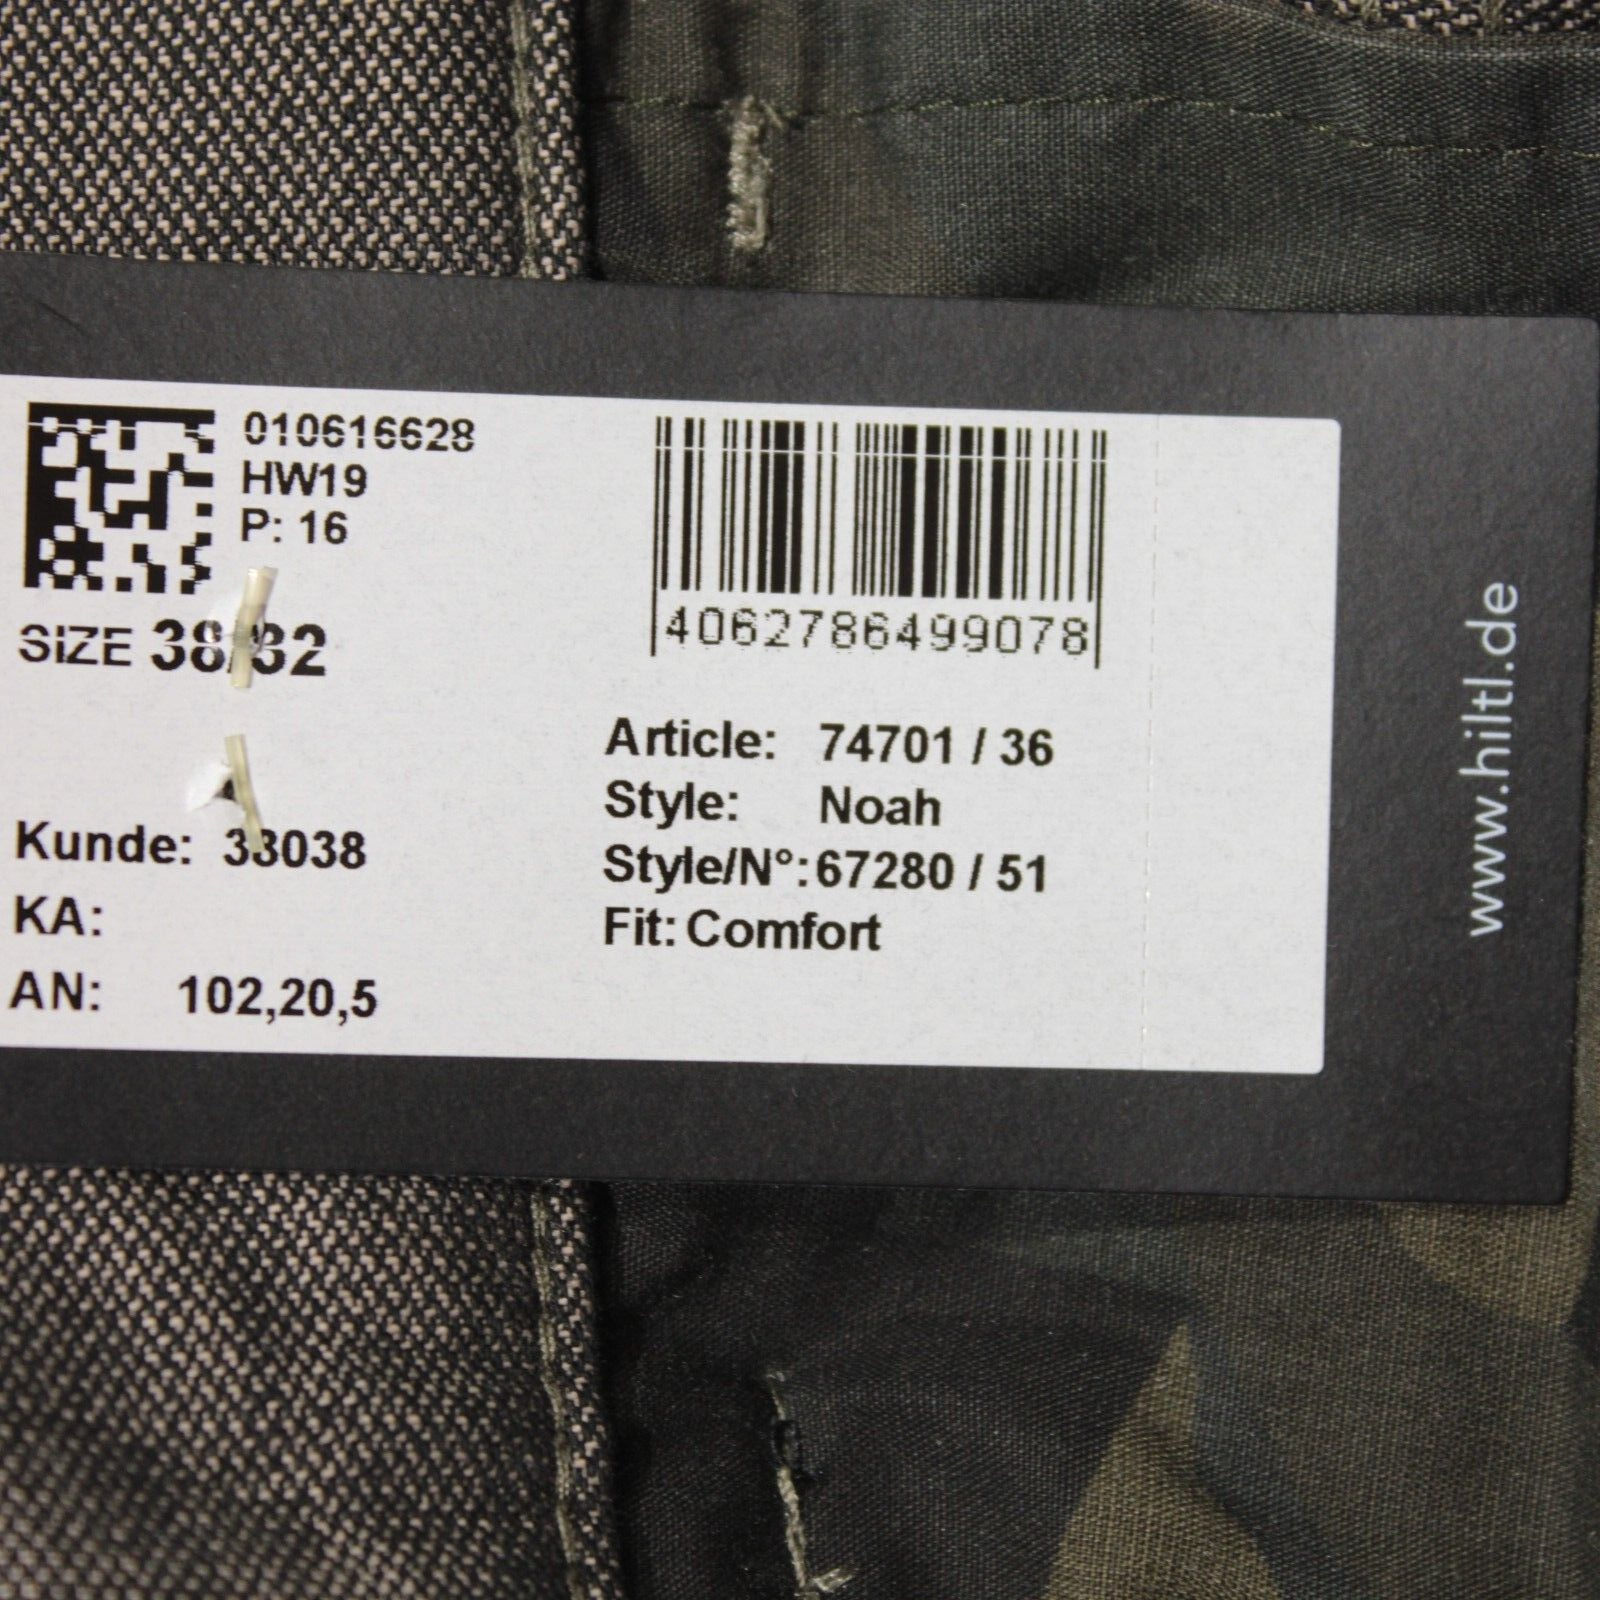 010616628
HW19
P: 16
SIZE 38/32
4062786499078
Article: 74701 / 36
Style: Noah
Style/N°: 67280 / 51
Fit: Comfort
Kunde: 38038
KA:
AN: 102,20,5
www.hiltl.de